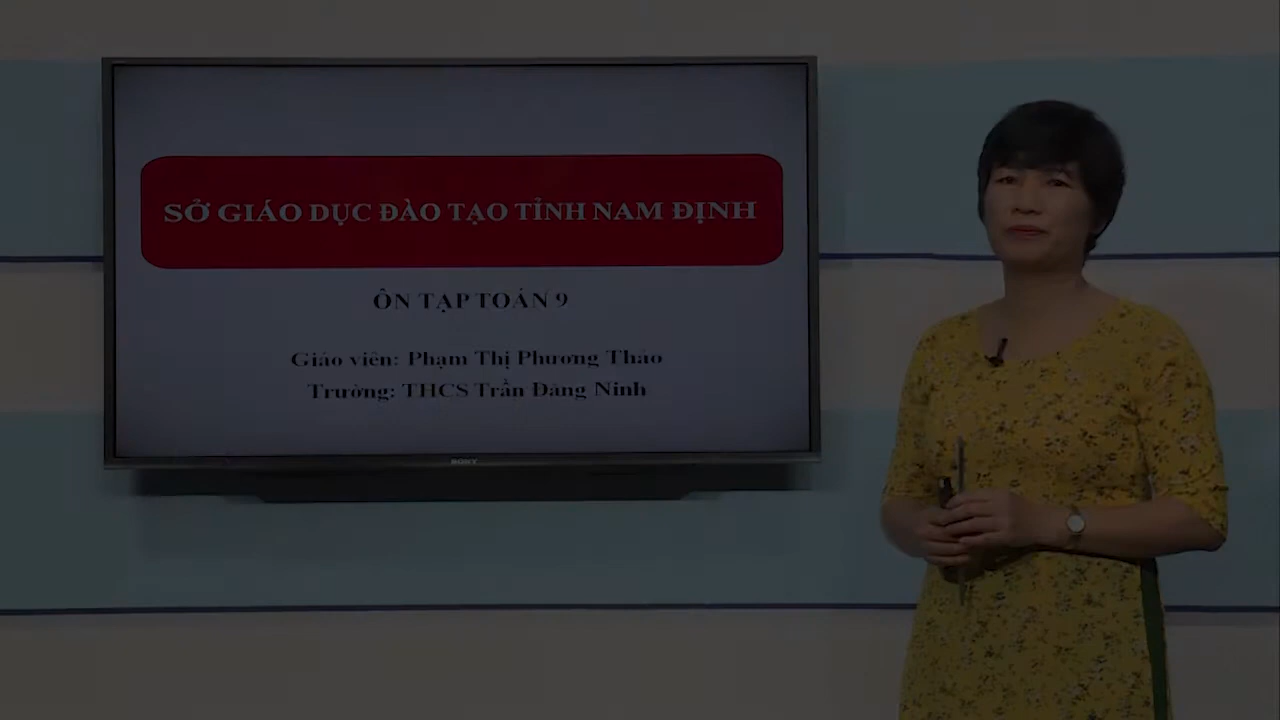 SỞ GIÁO DỤC ĐÀO TẠO TỈNH NAM ĐỊNH
ÔN TẬP TOÁN 9
Giáo viên: Phạm Thị Phương Thảo
Trường: THCS Trần Đăng Ninh
SONY